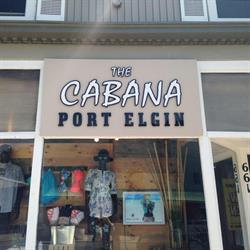 THE
CABANA
PORT ELGIN